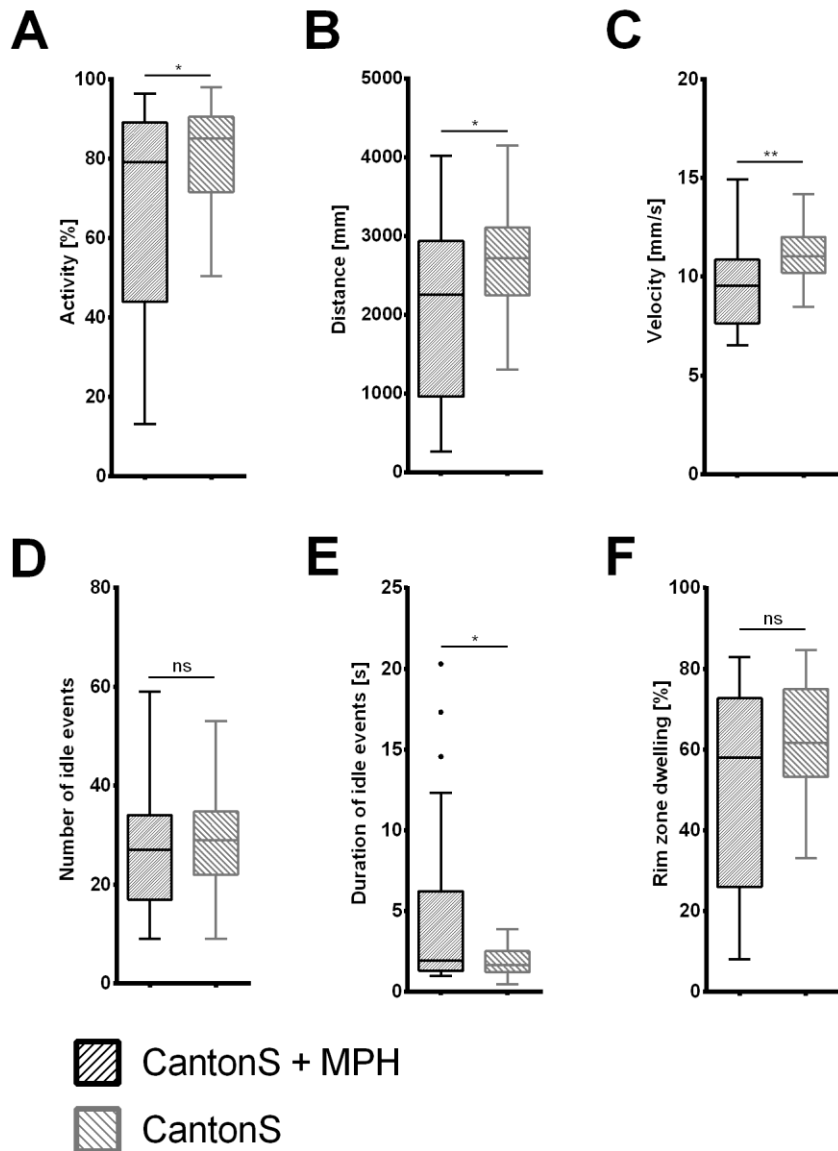 A
Activity [%]
100
80
60
40
20
0
*
B
Distance [mm]
5000
4000
3000
2000
1000
0
*
C
Velocity [mm/s]
20
15
10
5
0
**
D
Number of idle events
80
60
40
20
0
ns
E
Duration of idle events [s]
25
20
15
10
5
0
*
F
Rim zone dwelling [%]
100
80
60
40
20
0
ns
CantonS + MPH
CantonS